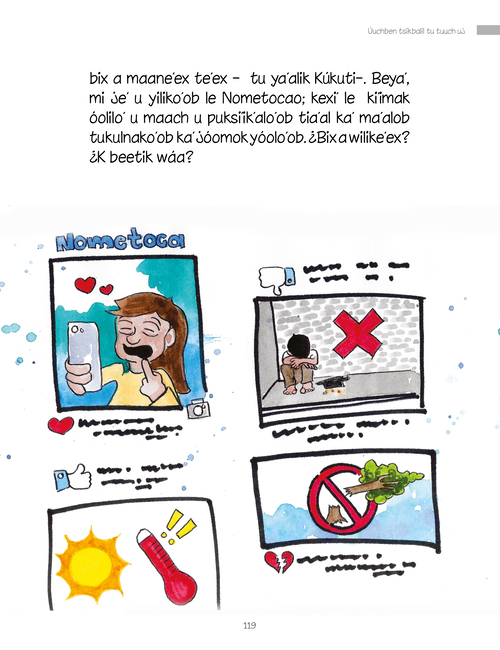 Úuchben tsikbalil tu tuuch uj
bix a maane'ex te'ex – tu ya'alik Kúkuti–. Beya',
mi je' u yiliko'ob le Nometocao; kexi' le ki'imak
óolilo' u maach u puksi'ik'alo'ob tia'al ka' ma'alob
tukulnako'ob ka' jóomok yóolo'ob. ¿Bix a wilike'ex?
¿K beetik wáa?
Nometoca
119